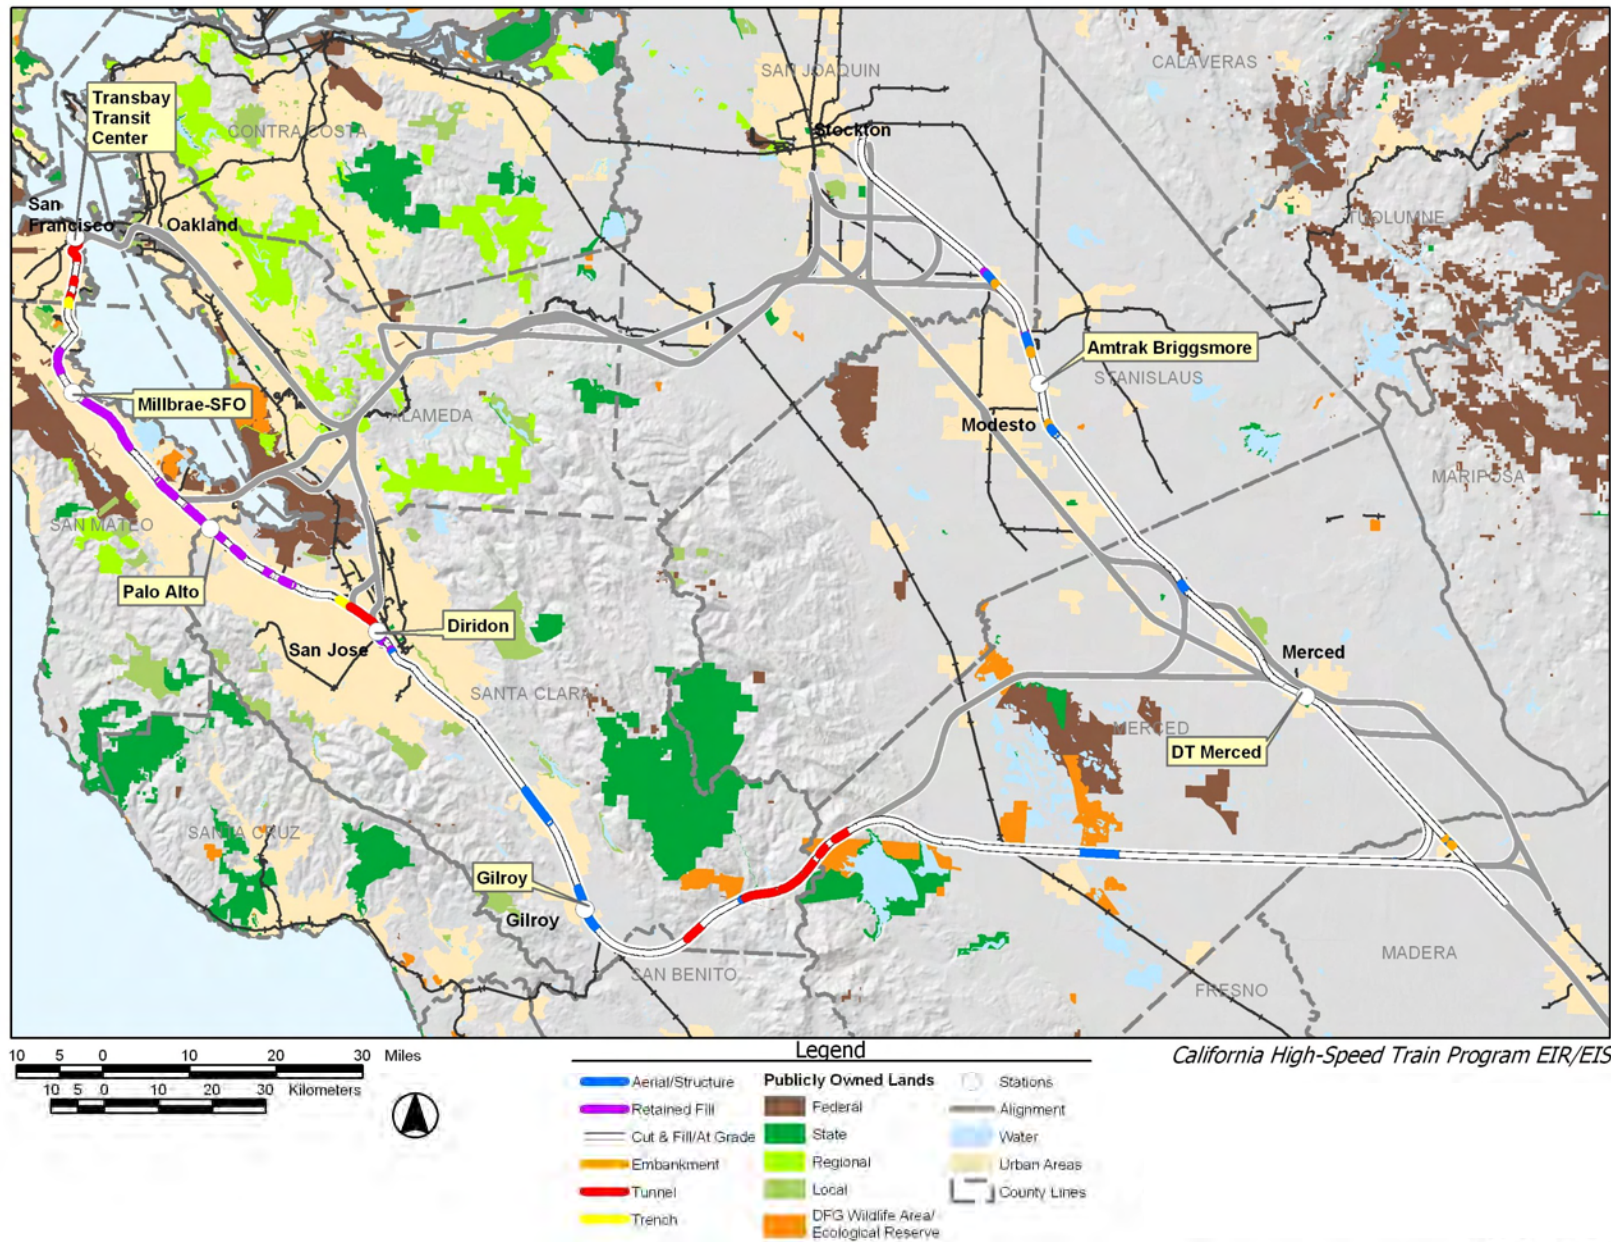 SAN JOAQUIN
CALAVERAS
Transbay
Transit
Center
CONTRA COSTA
Stockton
San
Francisco
Oakland
TUOLUMNE
Amtrak Briggsmore
STANISLAUS
Millbrae-SFO
ALAMEDA
Modesto
MARIPOSA
SAN MATEO
Palo Alto
Diridon
San Jose
Merced
SANTA CLARA
MERCED
DT Merced
SANTA CRUZ
Gilroy
Gilroy
SAN BENITO
MADERA
FRESNO
10 5 0 10 20 30 Miles
10 5 0 10 20 30 Kilometers
Legend
California High-Speed Train Program EIR/EIS
Aerial/Structure
Retained Fill
Cut & Fill/At Grade
Embankment
Tunnel
Trench
Publicly Owned Lands
Federal
State
Regional
Local
DFG Wildlife Area/
Ecological Reserve
Stations
Alignment
Water
Urban Areas
County Lines